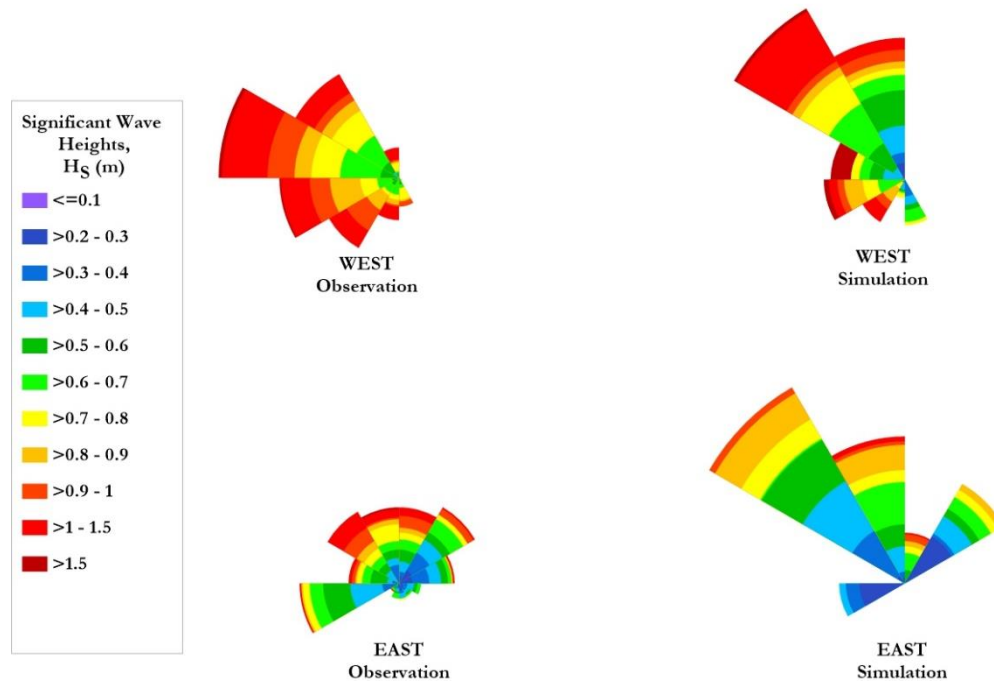 Significant Wave
Heights,
HS (m)
<=0.1
>0.2 - 0.3
>0.3 - 0.4
>0.4 - 0.5
>0.5 - 0.6
>0.6 - 0.7
>0.7 - 0.8
>0.8 - 0.9
>0.9 - 1
>1 - 1.5
>1.5
WEST
Observation
WEST
Simulation
EAST
Observation
EAST
Simulation